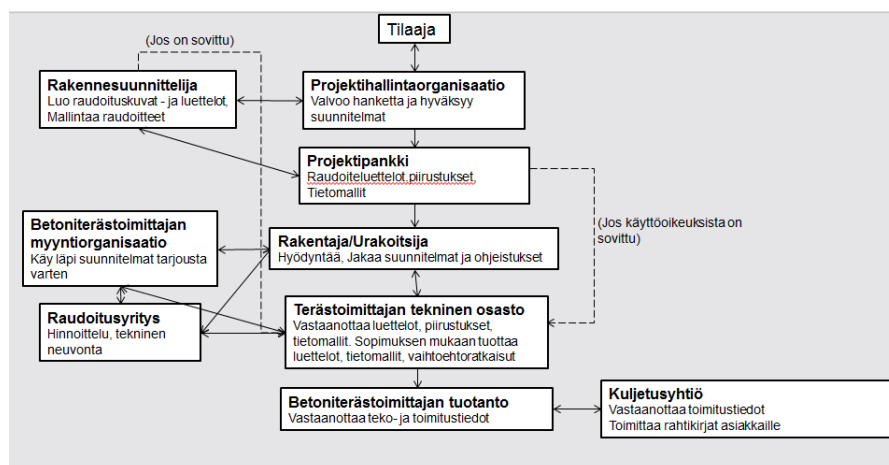 (Jos on sovittu)
Tilaaja
Rakennesuunnittelija
Luo raudoituskuvat - ja luettelot,
Mallintaa raudoitteet
Projektihallintaorganisaatio
Valvoo hanketta ja hyväksyy
suunnitelmat
Projektipankki
Raudoiteluettelot,piirustukset,
Tietomallit
(Jos käyttöoikeuksista on
sovittu)
Betoniterästoimittajan
myyntiorganisaatio
Käy läpi suunnitelmat tarjousta
varten
Rakentaja/Urakoitsija
Hyödyntää, Jakaa suunnitelmat ja ohjeistukset
Raudoitusyritys
Hinnoittelu, tekninen
neuvonta
Terästoimittajan tekninen osasto
Vastaanottaa luettelot, piirustukset,
tietomallit. Sopimuksen mukaan tuottaa
luettelot, tietomallit, vaihtoehtoratkaisut
Betoniterästoimittajan tuotanto
Vastaanottaa teko- ja toimitustiedot
Kuljetusyhtiö
Vastaanottaa toimitustiedot
Toimittaa rahtikirjat asiakkaille